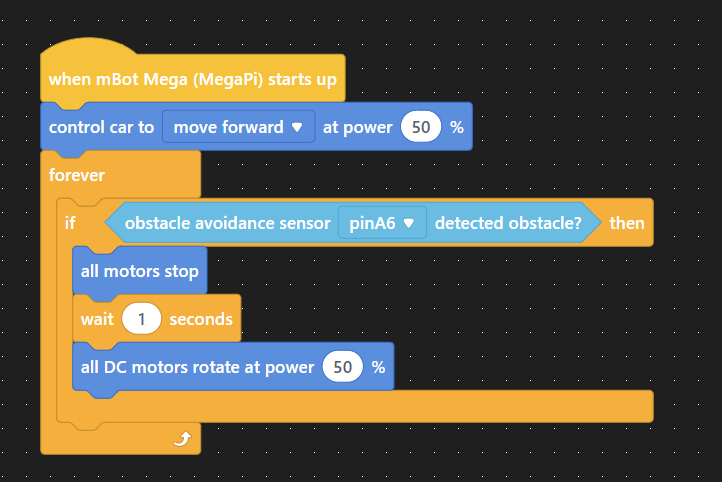 when mBot Mega (MegaPi) starts up
control car to move forward at power 50 %
forever
if obstacle avoidance sensor pinA6 detected obstacle? then
all motors stop
wait 1 seconds
all DC motors rotate at power 50 %